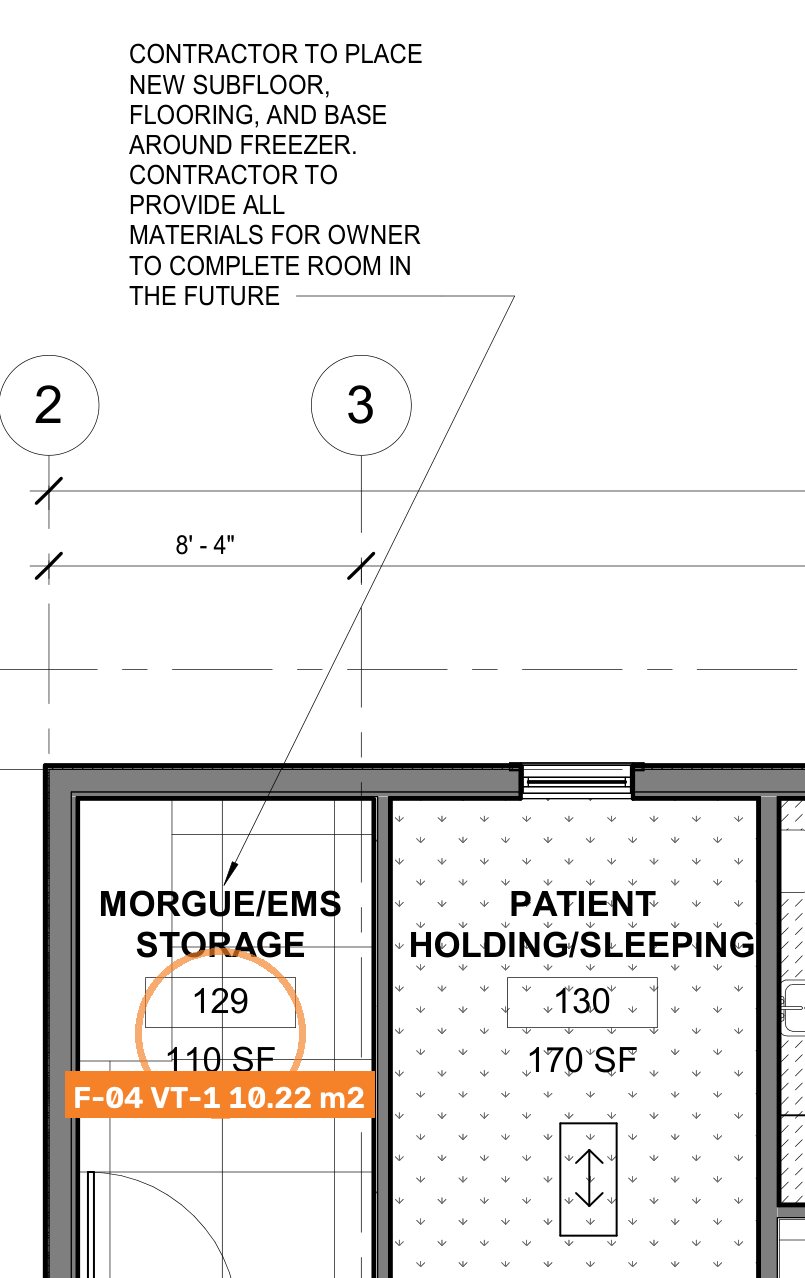 CONTRACTOR TO PLACE
NEW SUBFLOOR,
FLOORING, AND BASE
AROUND FREEZER.
CONTRACTOR TO
PROVIDE ALL
MATERIALS FOR OWNER
TO COMPLETE ROOM IN
THE FUTURE
2
3
8' - 4"
MORGUE/EMS
STORAGE
129
110 SF
F-04 VT-1 10.22 m2
PATIENT
HOLDING/SLEEPING
130
170 SF